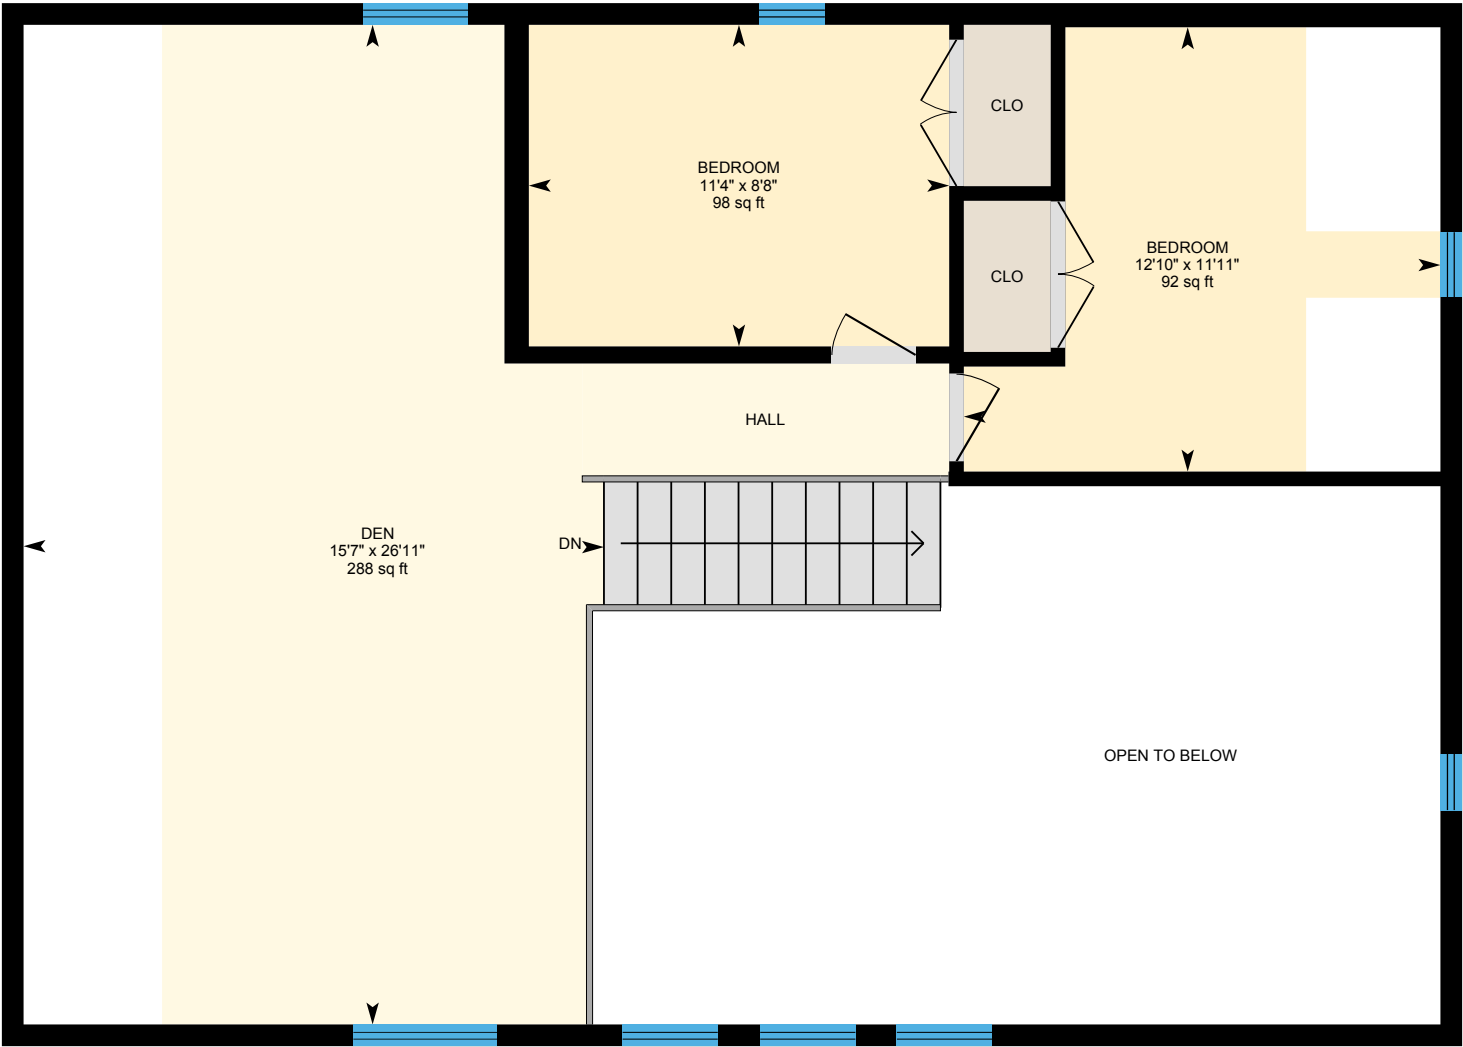 CLO
BEDROOM
11'4" x 8'8"
98 sq ft
BEDROOM
12'10" x 11'11"
92 sq ft
CLO
HALL
DEN
15'7" x 26'11"
288 sq ft
DN
OPEN TO BELOW